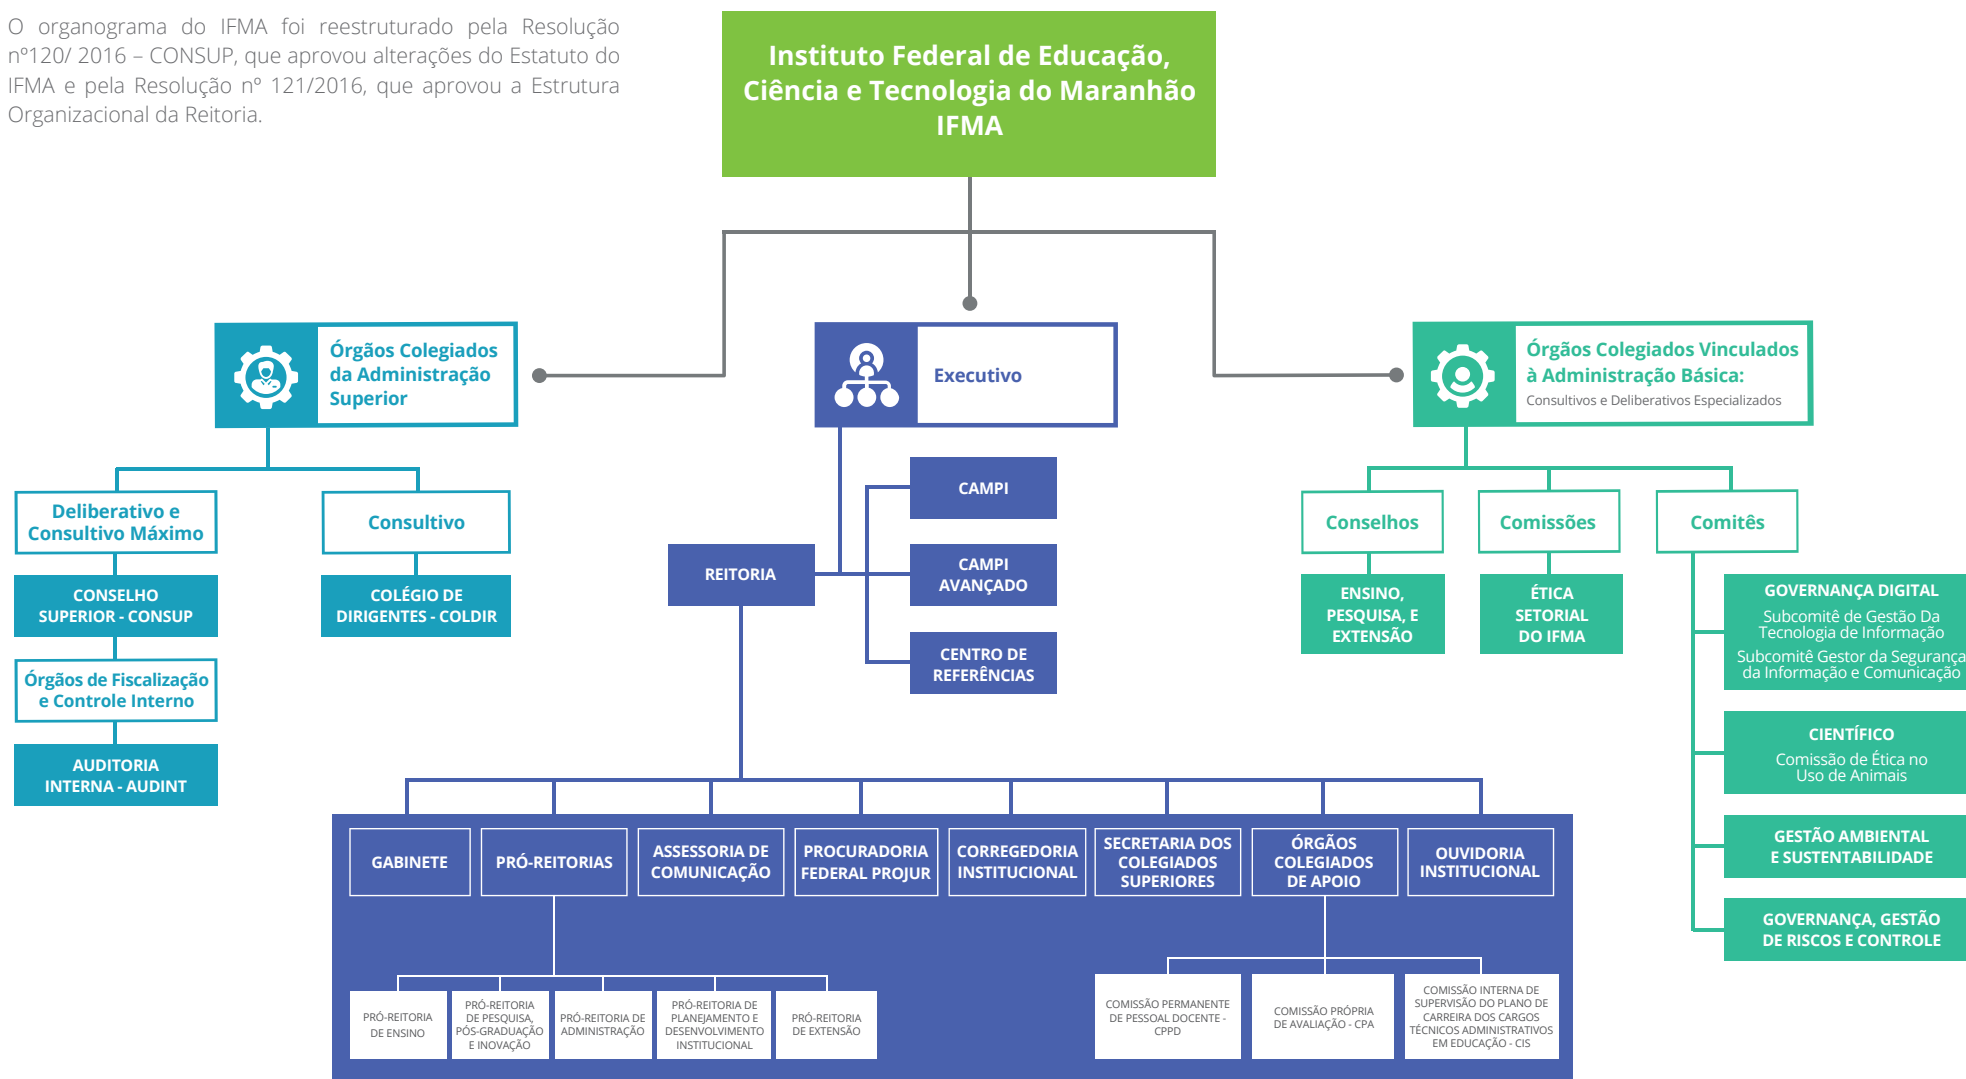 O organograma do IFMA foi reestruturado pela Resolução
nº120/ 2016 – CONSUP, que aprovou alterações do Estatuto do
IFMA e pela Resolução nº 121/2016, que aprovou a Estrutura
Organizacional da Reitoria.
Instituto Federal de Educação,
Ciência e Tecnologia do Maranhão
IFMA
Órgãos Colegiados
da Administração
Superior
Executivo
Órgãos Colegiados Vinculados
à Administração Básica:
Consultivos e Deliberativos Especializados
Deliberativo e
Consultivo Máximo
Consultivo
CONSELHO
SUPERIOR - CONSUP
COLÉGIO DE
DIRIGENTES - COLDIR
Órgãos de Fiscalização
e Controle Interno
AUDITORIA
INTERNA - AUDINT
REITORIA
CAMPI
CAMPI
AVANÇADO
CENTRO DE
REFERÊNCIAS
Conselhos
Comissões
Comitês
ENSINO,
PESQUISA, E
EXTENSÃO
ÉTICA
SETORIAL
DO IFMA
GOVERNANÇA DIGITAL
Subcomitê de Gestão Da
Tecnologia de Informação
Subcomitê Gestor da Segurança
da Informação e Comunicação
CIENTÍFICO
Comissão de Ética no
Uso de Animais
GESTÃO AMBIENTAL
E SUSTENTABILIDADE
GOVERNANÇA, GESTÃO
DE RISCOS E CONTROLE
GABINETE
PRÓ-REITORIAS
ASSESSORIA DE
COMUNICAÇÃO
PROCURADORIA
FEDERAL PROJUR
CORREGEDORIA
INSTITUCIONAL
SECRETARIA DOS
COLEGIADOS
SUPERIORES
ÓRGÃOS
COLEGIADOS
DE APOIO
OUVIDORIA
INSTITUCIONAL
PRÓ-REITORIA
DE ENSINO
PRÓ-REITORIA
DE PESQUISA,
PÓS-GRADUAÇÃO
E INOVAÇÃO
PRÓ-REITORIA DE
ADMINISTRAÇÃO
PRÓ-REITORIA DE
PLANEJAMENTO E
DESENVOLVIMENTO
INSTITUCIONAL
PRÓ-REITORIA
DE EXTENSÃO
COMISSÃO PERMANENTE
DE PESSOAL DOCENTE -
CPPD
COMISSÃO PRÓPRIA
DE AVALIAÇÃO - CPA
COMISSÃO INTERNA DE
SUPERVISÃO DO PLANO DE
CARREIRA DOS CARGOS
TÉCNICOS ADMINISTRATIVOS
EM EDUCAÇÃO - CIS